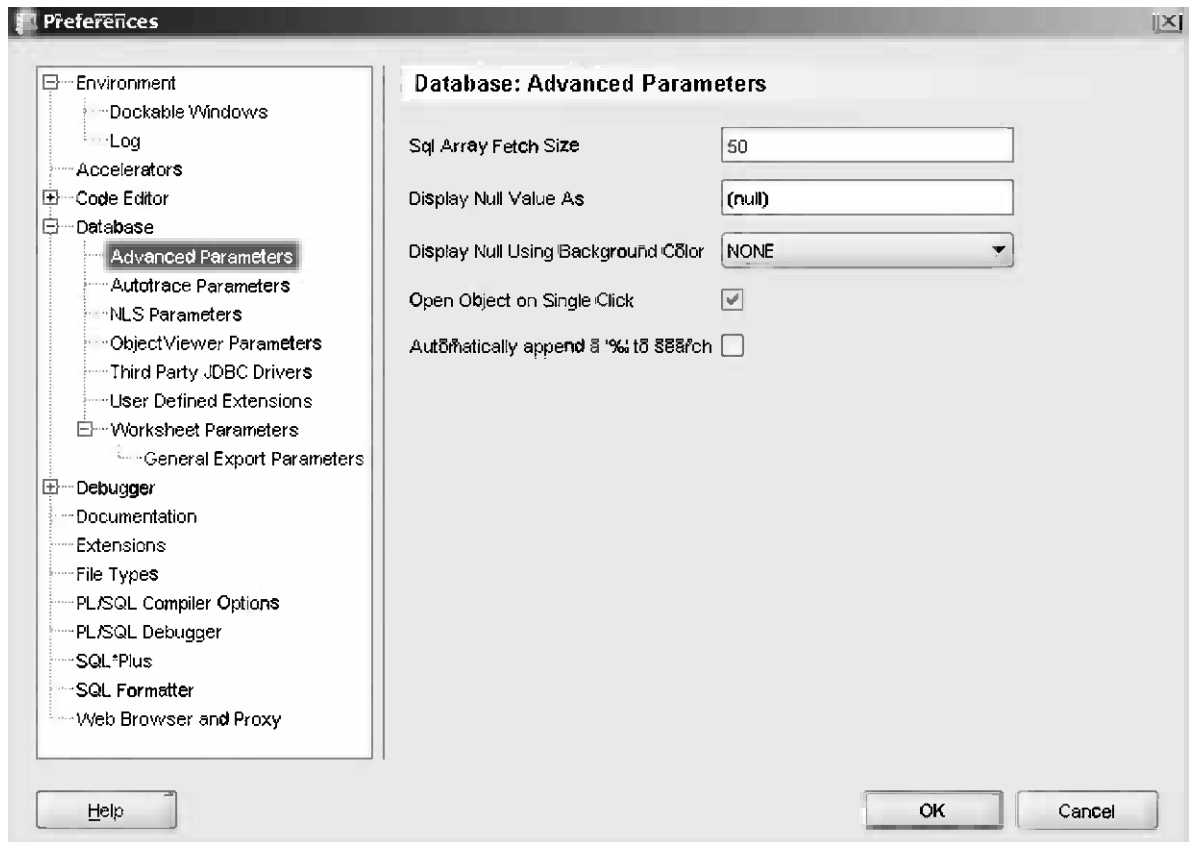 Preferences
Environment
Dockable Windows
Log
Accelerators
Code Editor
Database
Advanced Parameters
Autotrace Parameters
NLS Parameters
ObjectViewer Parameters
Third Party JDBC Drivers
User Defined Extensions
Worksheet Parameters
General Export Parameters
Debugger
Documentation
Extensions
File Types
PL/SQL Compiler Options
PL/SQL Debugger
SQL*Plus
SQL Formatter
Web Browser and Proxy
Database: Advanced Parameters
Sql Array Fetch Size 50
Display Null Value As (null)
Display Null Using Background Color NONE
Open Object on Single Click
Automatically append a '%' to search
Help OK Cancel